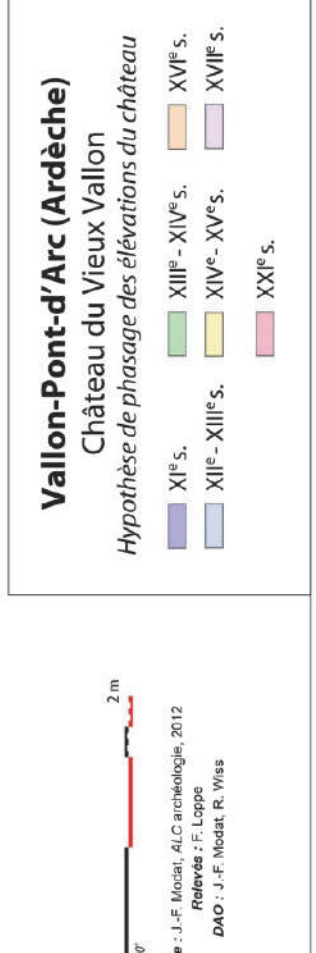 Vallon-Pont-d'Arc (Ardèche)
Château du Vieux Vallon
Hypothèse de phasage des élévations du château
XIe s.
XIIIe - XIVe s.
XVIe s.
XIIe - XIIIe s.
XIVe - XVe s.
XVIIe s.
XXIe s.
2 m
0'
e : J.-F. Modat, ALC archéologie, 2012
Relevés : F. Loppe
DAO : J.-F. Modat, R. Wiss